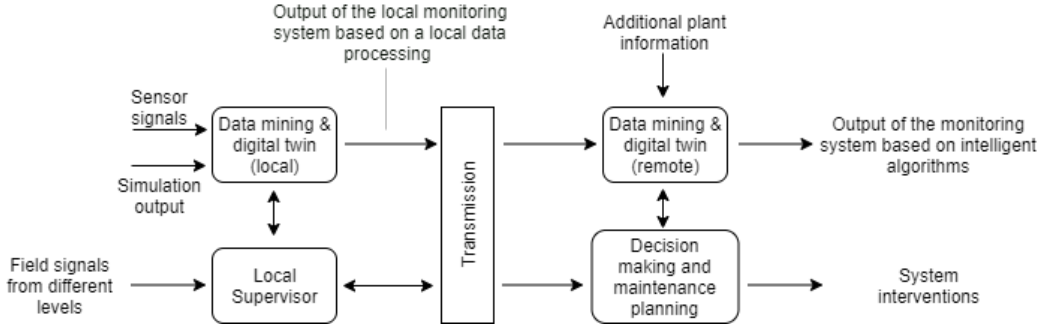 Output of the local monitoring
system based on a local data
processing
Additional plant
information
Sensor
signals
Simulation
output
Data mining &
digital twin
(local)
Transmission
Data mining &
digital twin
(remote)
Output of the monitoring
system based on intelligent
algorithms
Field signals
from different
levels
Local
Supervisor
Decision
making and
maintenance
planning
System
interventions